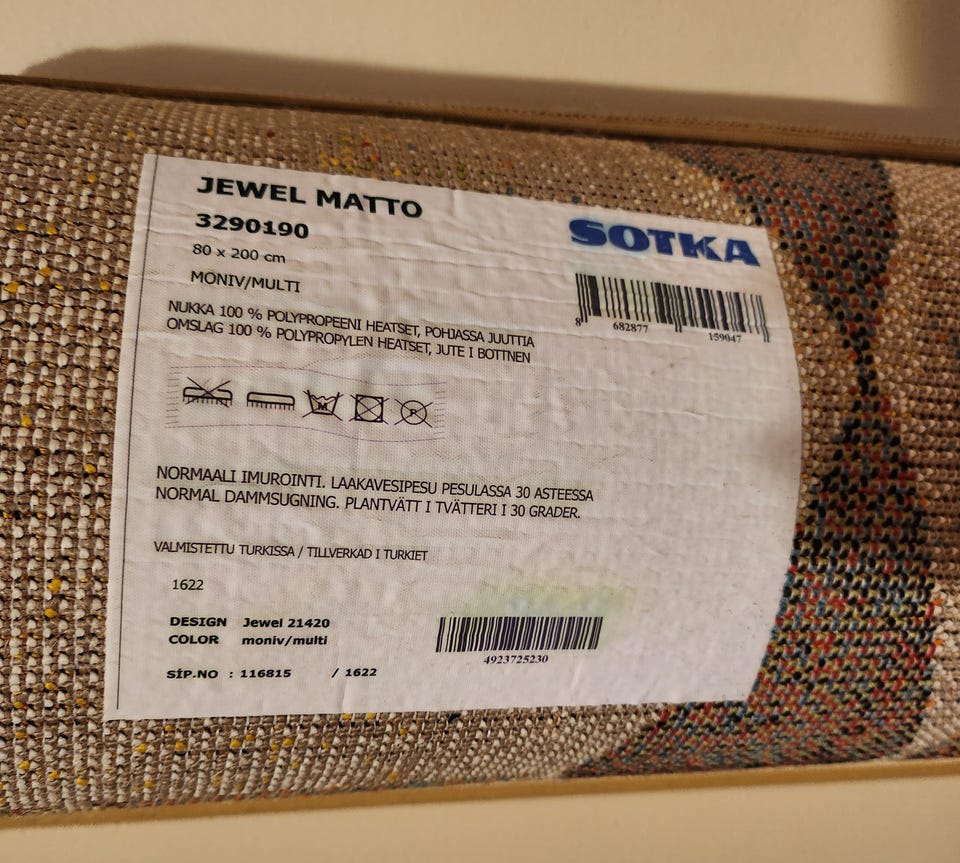 JEWEL MATTO
3290190
80 x 200 cm
MONIV/MULTI
SOTKA
8 682877 159047
NUKKA 100 % POLYPROPEENI HEATSET, POHJASSA JUUTTIA
OMSLAG 100 % POLYPROPYLEN HEATSET, JUTE I BOTTNEN
P
NORMAALI IMUROINTI. LAAKAVESIPESU PESULASSA 30 ASTEESSA
NORMAL DAMMSUGNING. PLANTVÄTT I TVÄTTERI I 30 GRADER.
VALMISTETTU TURKISSA / TILLVERKAD I TURKIET
1622
DESIGN Jewel 21420
COLOR moniv/multi
4923725230
SİP.NO : 116815 / 1622